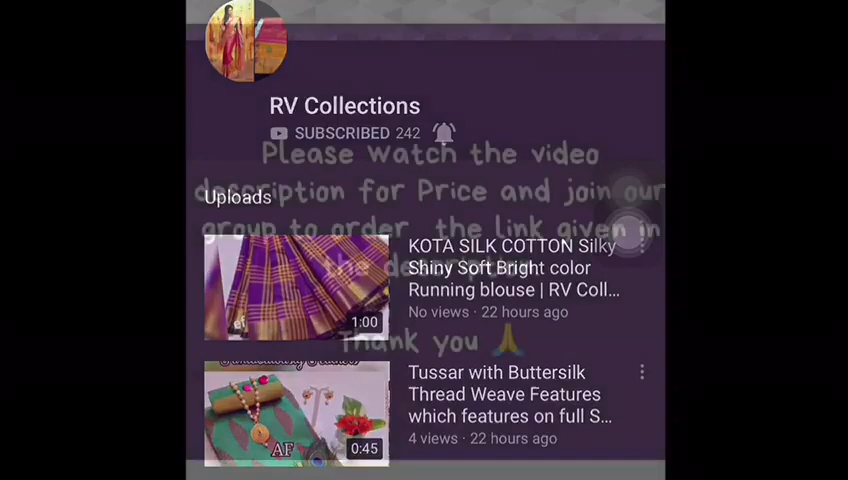 RV Collections
SUBSCRIBED 242
Please Watch the video
description for Price and join our
Uploads
group to order the link given in
the description
Thank you 🙏
KOTA SILK COTTON Silky
Shiny Soft Bright color
Running blouse | RV Coll...
No views · 22 hours ago
1:00
Tussar with Buttersilk
Thread Weave Features
which features on full S...
4 views · 22 hours ago
AF
0:45